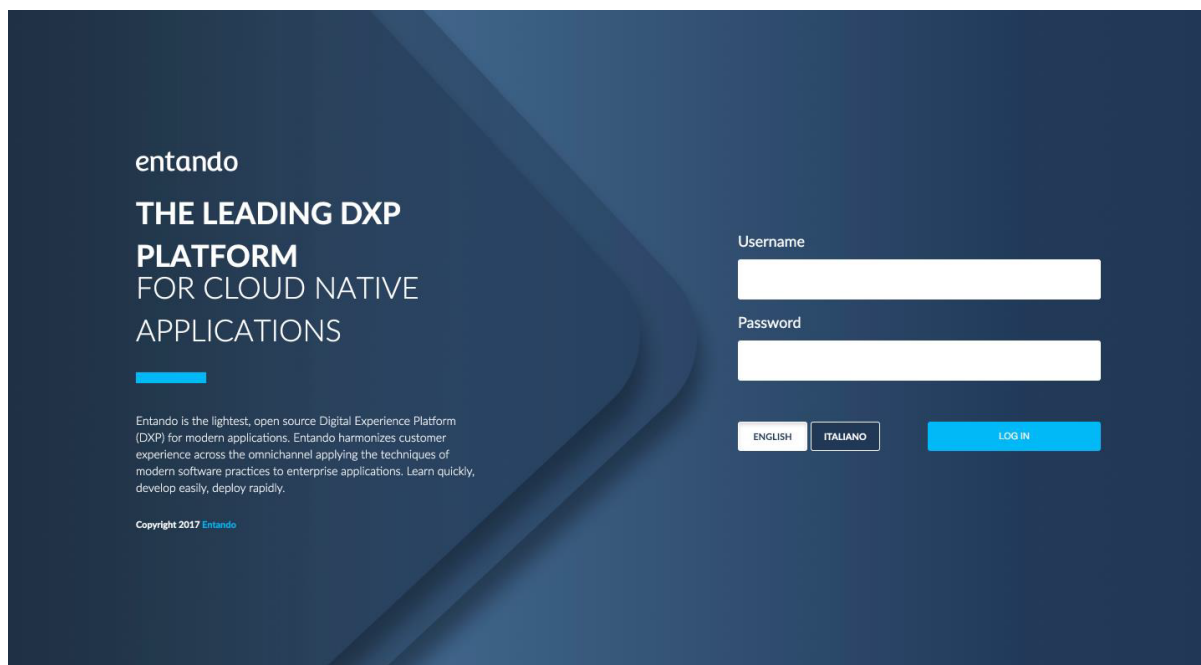 entando
THE LEADING DXP
PLATFORM
FOR CLOUD NATIVE
APPLICATIONS
Entando is the lightest, open source Digital Experience Platform
(DXP) for modern applications. Entando harmonizes customer
experience across the omnichannel applying the techniques of
modern software practices to enterprise applications. Learn quickly,
develop easily, deploy rapidly.
Copyright 2017 Entando
Username
Password
ENGLISH ITALIANO LOG IN